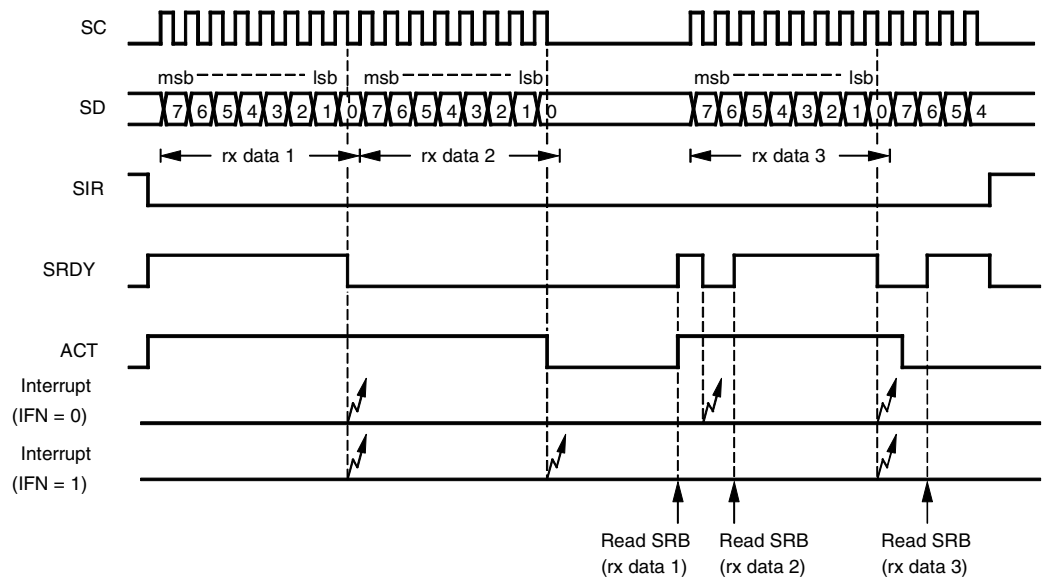 SC
msb lsb msb lsb msb lsb
SD 7 6 5 4 3 2 1 0 7 6 5 4 3 2 1 0 7 6 5 4 3 2 1 0 7 6 5 4
rx data 1 rx data 2 rx data 3
SIR
SRDY
ACT
Interrupt
(IFN = 0)
Interrupt
(IFN = 1)
Read SRB Read SRB Read SRB
(rx data 1) (rx data 2) (rx data 3)